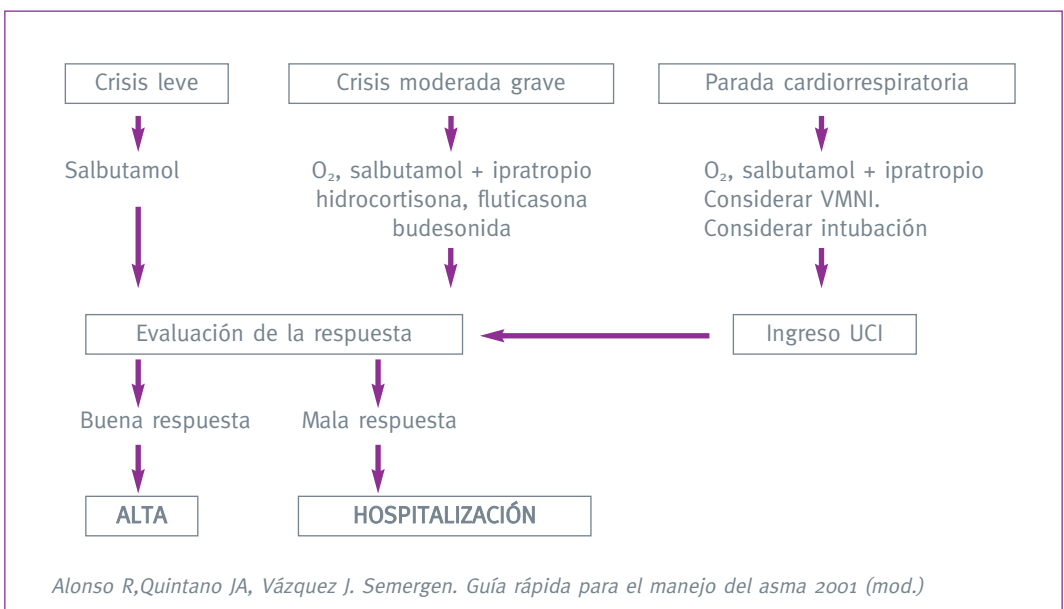 Crisis leve
Crisis moderada grave
Parada cardiorrespiratoria
Salbutamol
O₂, salbutamol + ipratropio
hidrocortisona, fluticasona
budesonida
O₂, salbutamol + ipratropio
Considerar VMNI.
Considerar intubación
Evaluación de la respuesta
Ingreso UCI
Buena respuesta
Mala respuesta
ALTA
HOSPITALIZACIÓN
Alonso R,Quintano JA, Vázquez J. Semergen. Guía rápida para el manejo del asma 2001 (mod.)